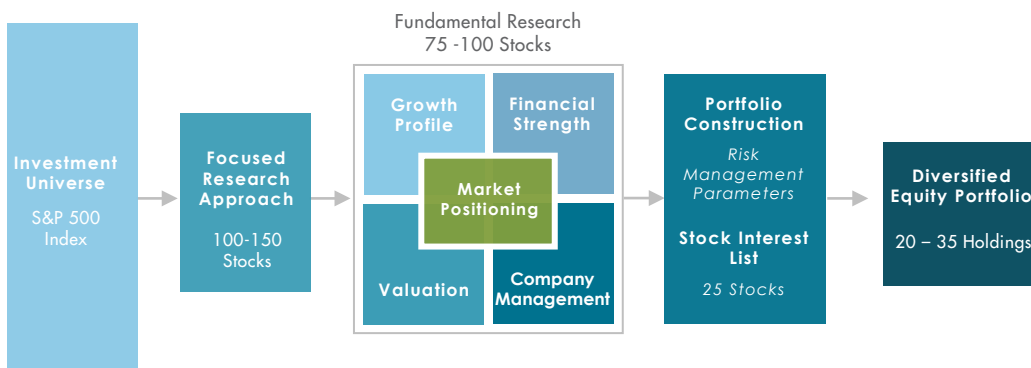 Investment
Universe
S&P 500
Index
Focused
Research
Approach
100-150
Stocks
Fundamental Research
75 -100 Stocks
Growth
Profile
Financial
Strength
Market
Positioning
Valuation
Company
Management
Portfolio
Construction
Risk
Management
Parameters
Stock Interest
List
25 Stocks
Diversified
Equity Portfolio
20 – 35 Holdings